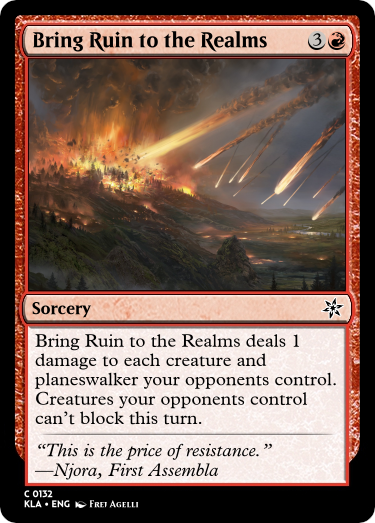 Bring Ruin to the Realms 3
Sorcery
Bring Ruin to the Realms deals 1
damage to each creature and
planeswalker your opponents control.
Creatures your opponents control
can't block this turn.
“This is the price of resistance.”
—Njora, First Assembla
C 0132
KLA • ENG Frei Agelli